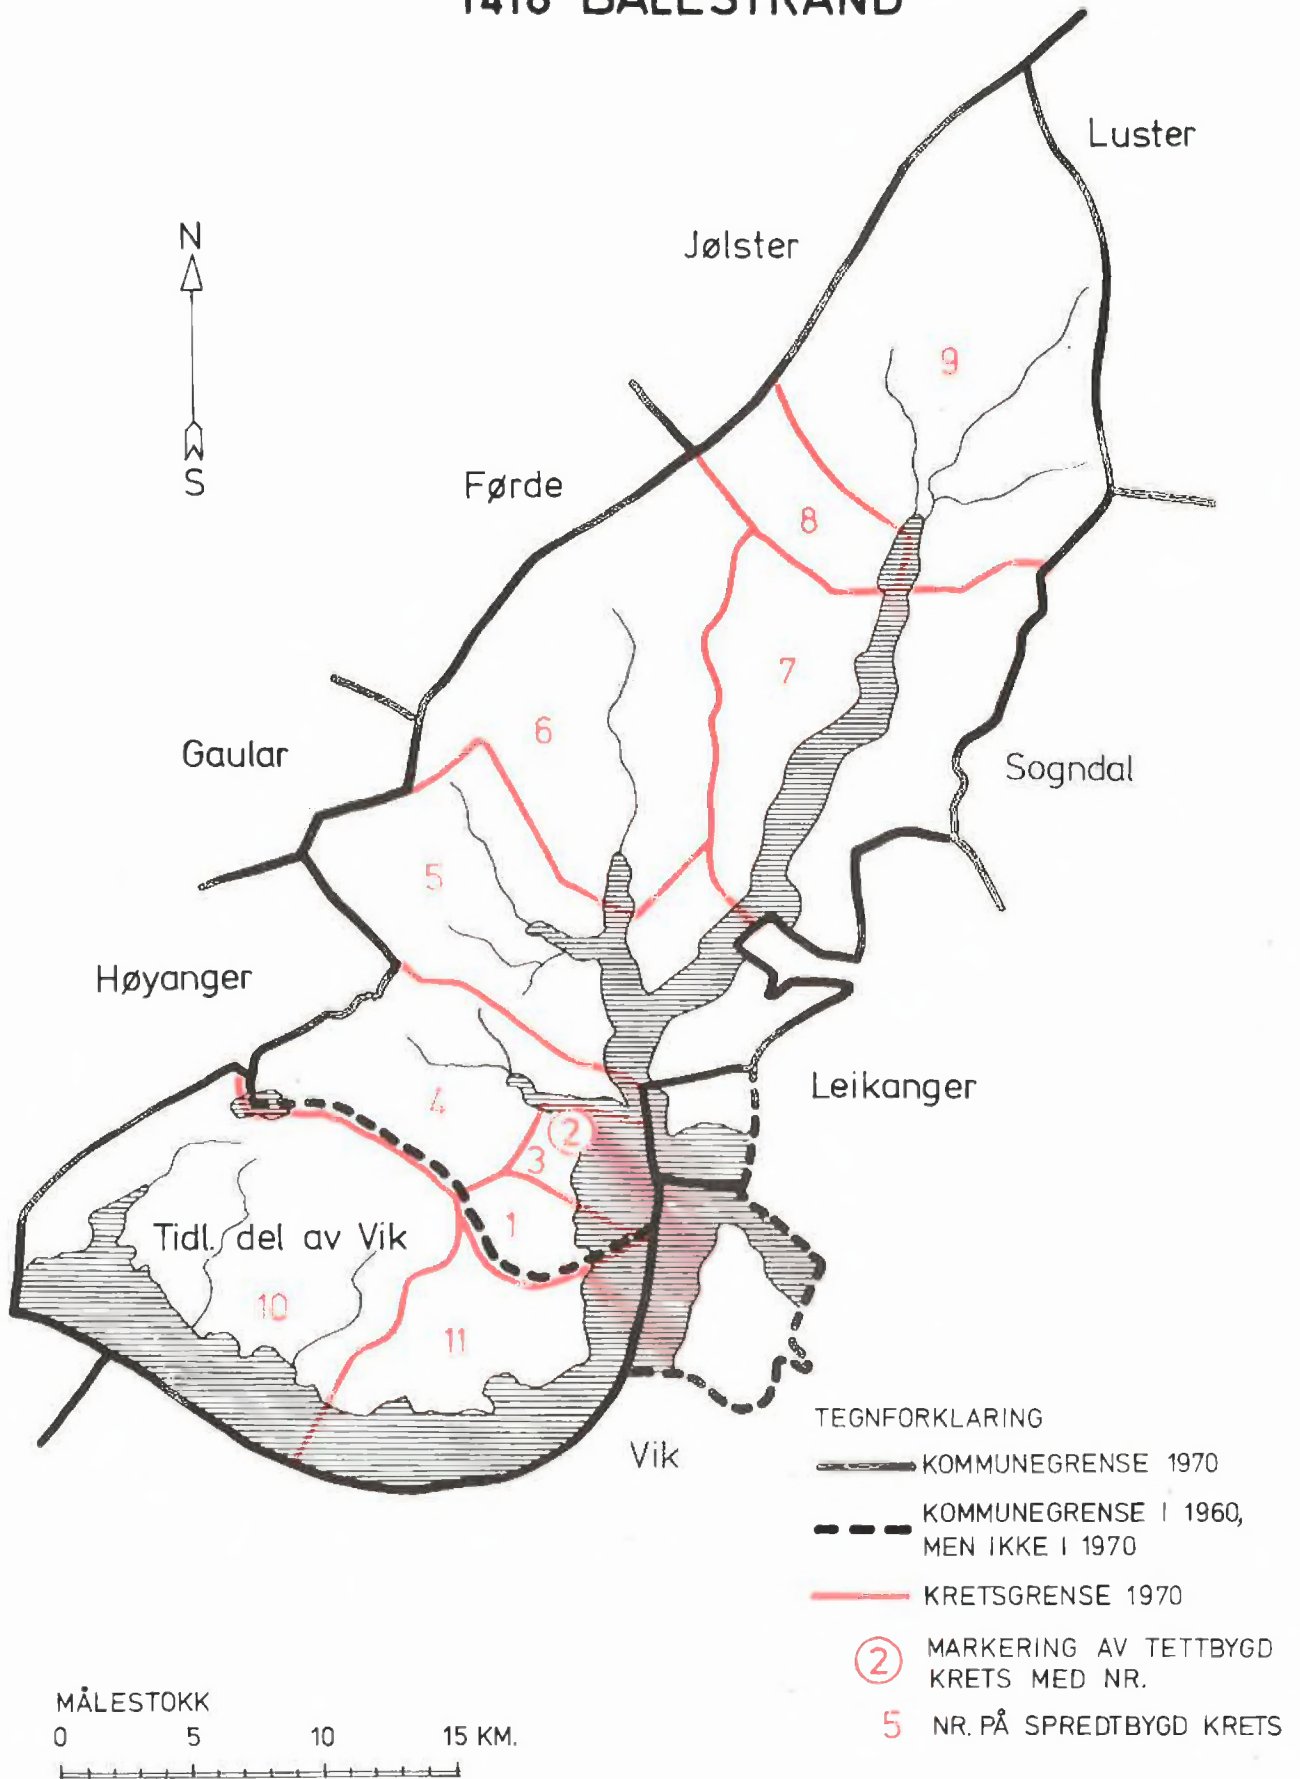 1418 BALESTRAND
Luster
N
Jølster
9
S
Førde
8
7
6
Gaular
Sogndal
5
Høyanger
Leikanger
4
2
3
1
Tidl. del av Vik
10
11
TEGNFORKLARING
Vik
KOMMUNEGRENSE 1970
KOMMUNEGRENSE I 1960,
MEN IKKE I 1970
KRETSGRENSE 1970
2 MARKERING AV TETTBYGD
KRETS MED NR.
5 NR. PÅ SPREDTBYGD KRETS
MÅLESTOKK
0 5 10 15 KM.